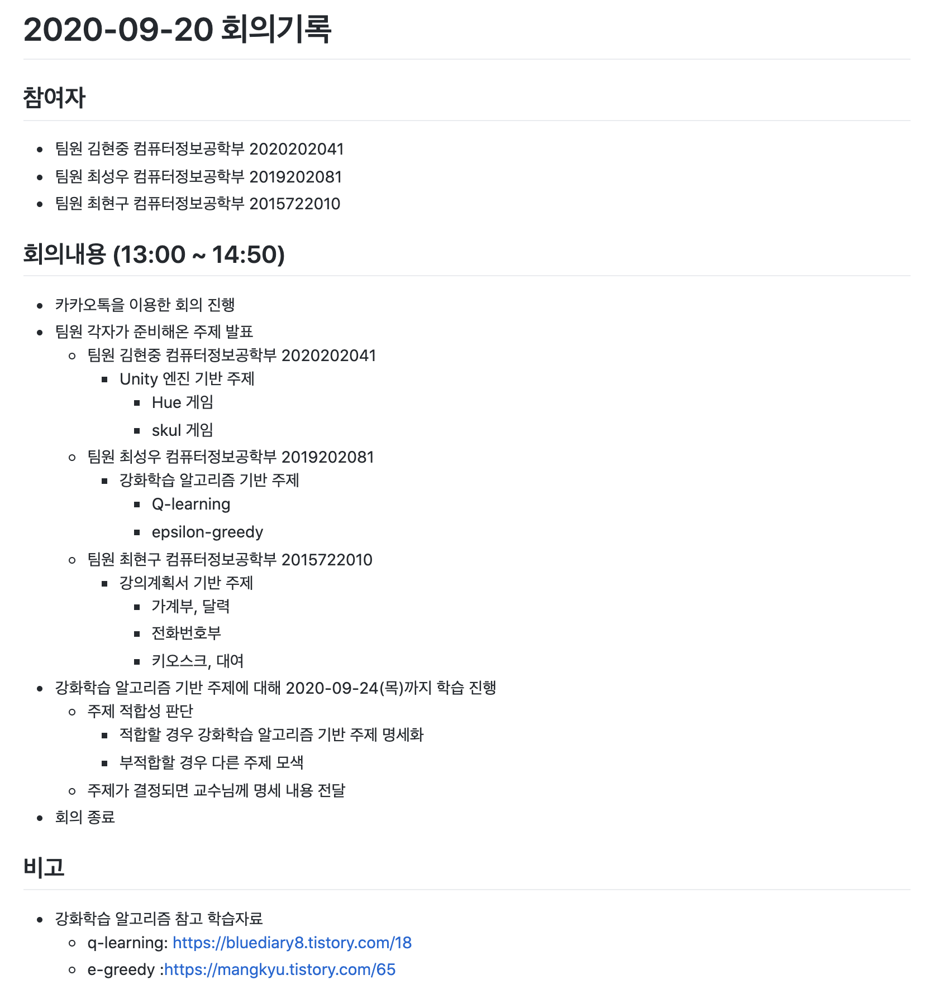 2020-09-20 회의기록
참여자
팀원 김현중 컴퓨터정보공학부 2020202041
팀원 최성우 컴퓨터정보공학부 2019202081
팀원 최현구 컴퓨터정보공학부 2015722010
회의내용 (13:00 ~ 14:50)
카카오톡을 이용한 회의 진행
팀원 각자가 준비해온 주제 발표
팀원 김현중 컴퓨터정보공학부 2020202041
Unity 엔진 기반 주제
Hue 게임
skul 게임
팀원 최성우 컴퓨터정보공학부 2019202081
강화학습 알고리즘 기반 주제
Q-learning
epsilon-greedy
팀원 최현구 컴퓨터정보공학부 2015722010
강의계획서 기반 주제
가계부, 달력
전화번호부
키오스크, 대여
강화학습 알고리즘 기반 주제에 대해 2020-09-24(목)까지 학습 진행
주제 적합성 판단
적합할 경우 강화학습 알고리즘 기반 주제 명세화
부적합할 경우 다른 주제 모색
주제가 결정되면 교수님께 명세 내용 전달
회의 종료
비고
강화학습 알고리즘 참고 학습자료
q-learning: https://bluediary8.tistory.com/18
e-greedy :https://mangkyu.tistory.com/65